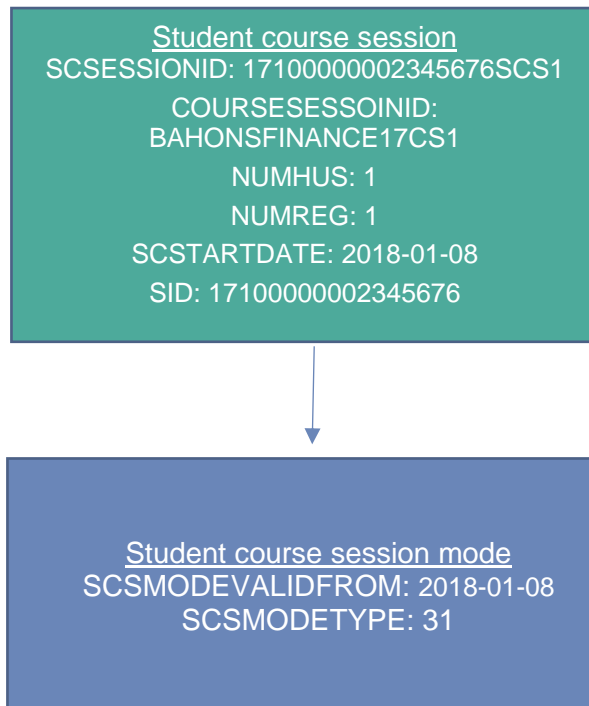 Student course session
SCSESSIONID: 17100000002345676SCS1
COURSESESSOINID:
BAHONSFINANCE17CS1
NUMHUS: 1
NUMREG: 1
SCSTARTDATE: 2018-01-08
SID: 17100000002345676
Student course session mode
SCSMODEVALIDFROM: 2018-01-08
SCSMODETYPE: 31